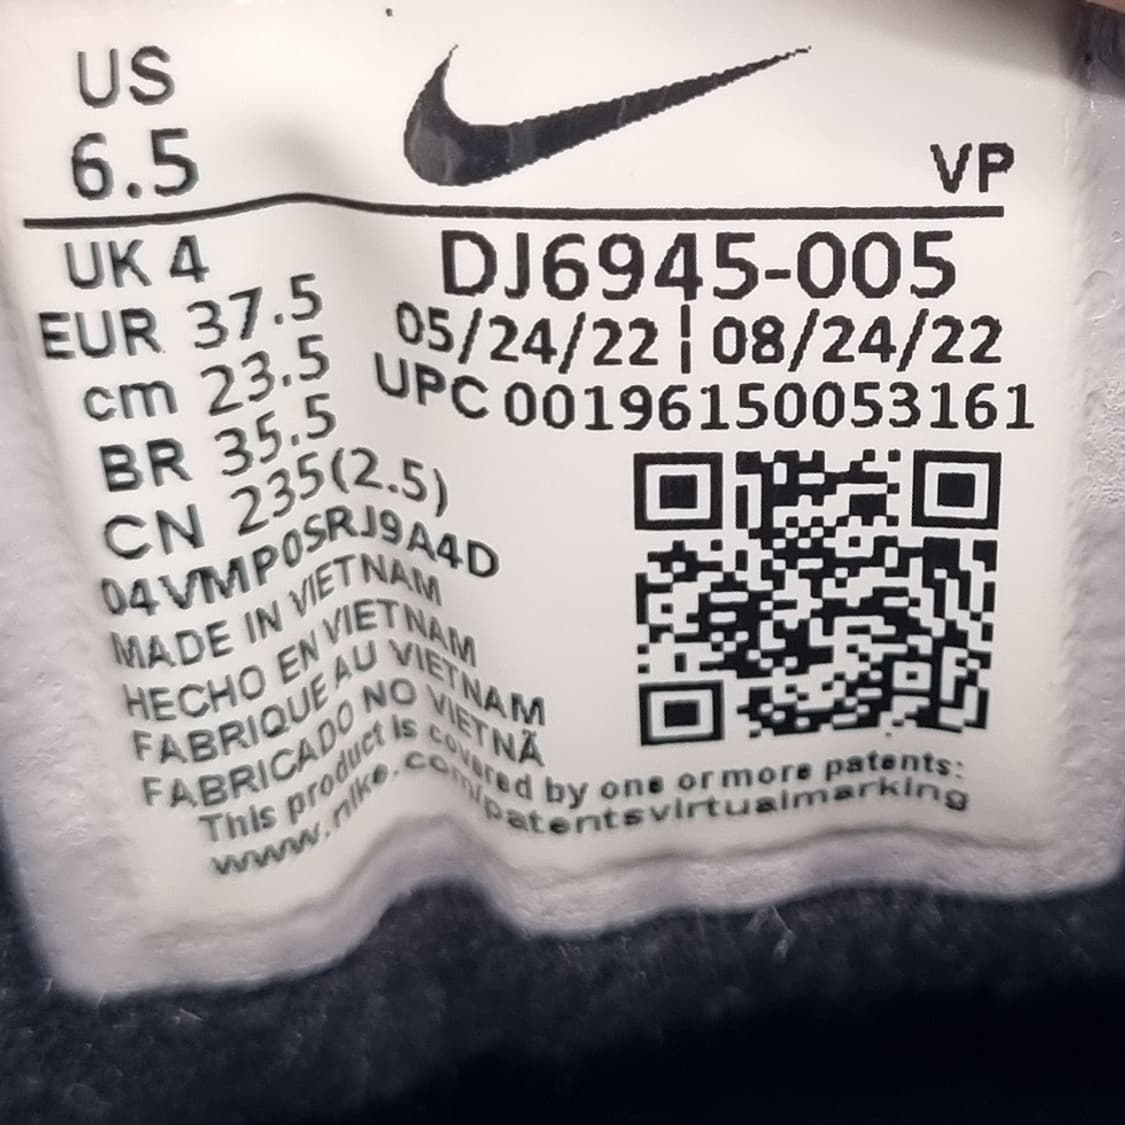 US
6.5
VP
UK 4
EUR 37.5
cm 23.5
BR 35.5
CN 235(2.5)
DJ6945-005
05/24/22 ¦ 08/24/22
UPC 00196150053161
04VMP0SRJ9A4D
MADE IN VIETNAM
HECHO EN VIETNAM
FABRIQUE AU VIETNAM
FABRICADO NO VIETNÃ
This product is covered by one or more patents:
www.nike.com/patentsvirtualmarking